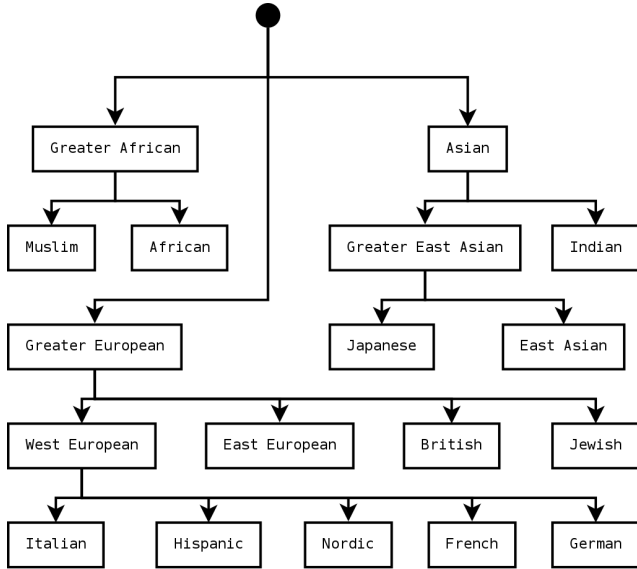 Greater African
Asian
Muslim
African
Greater East Asian
Indian
Greater European
Japanese
East Asian
West European
East European
British
Jewish
Italian
Hispanic
Nordic
French
German